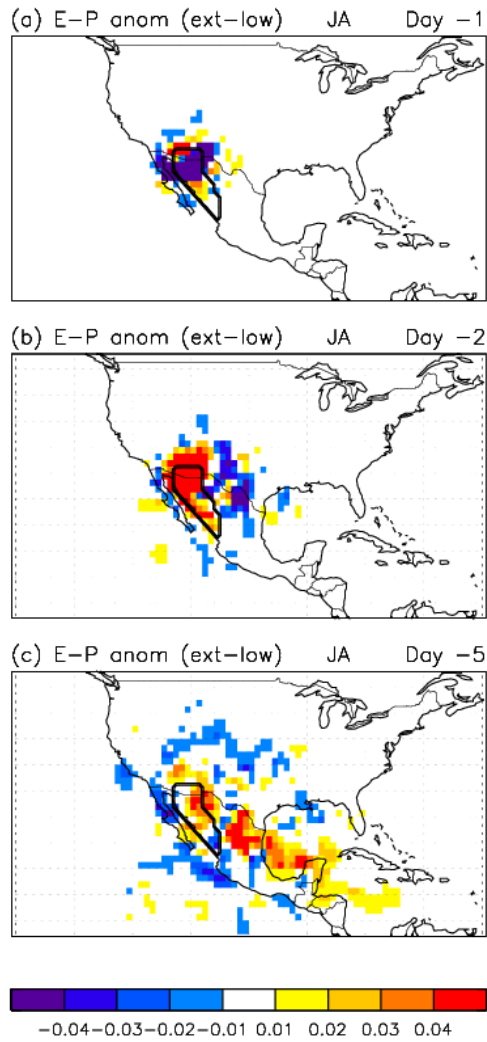 (a) E-P anom (ext-low) JA Day -1
(b) E-P anom (ext-low) JA Day -2
(c) E-P anom (ext-low) JA Day -5
-0.04 -0.03 -0.02 -0.01 0.01 0.02 0.03 0.04